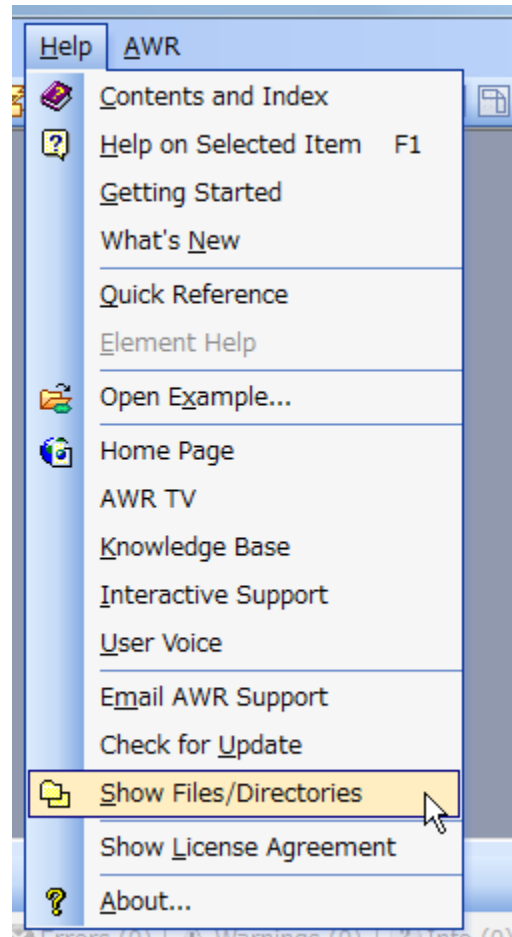 Help AWR
Contents and Index
Help on Selected Item F1
Getting Started
What's New
Quick Reference
Element Help
Open Example...
Home Page
AWR TV
Knowledge Base
Interactive Support
User Voice
Email AWR Support
Check for Update
Show Files/Directories
Show License Agreement
About...